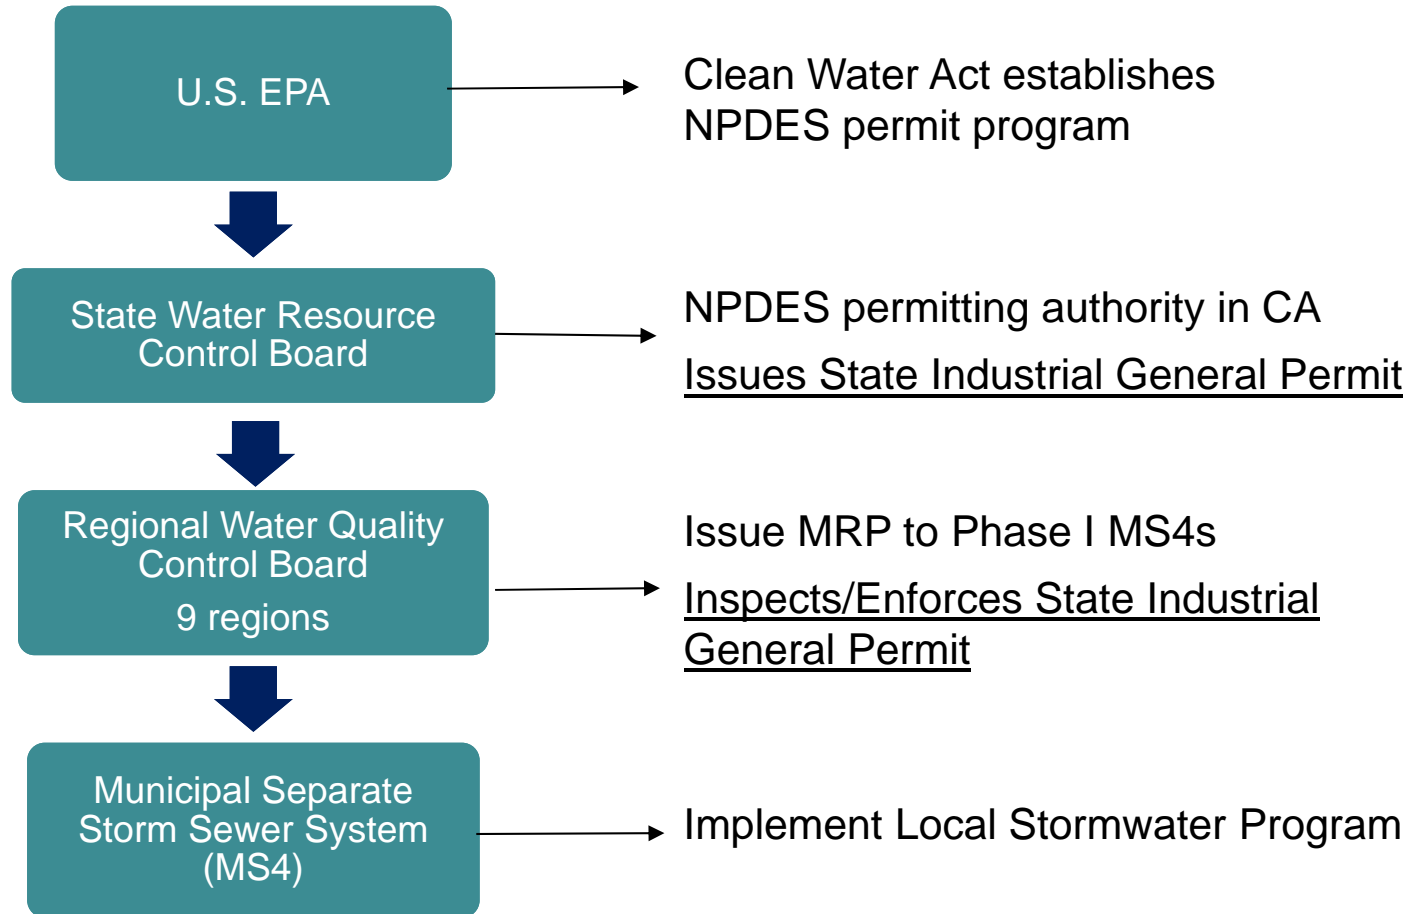 U.S. EPA
Clean Water Act establishes
NPDES permit program
State Water Resource
Control Board
NPDES permitting authority in CA
Issues State Industrial General Permit
Regional Water Quality
Control Board
9 regions
Issue MRP to Phase I MS4s
Inspects/Enforces State Industrial
General Permit
Municipal Separate
Storm Sewer System
(MS4)
Implement Local Stormwater Program